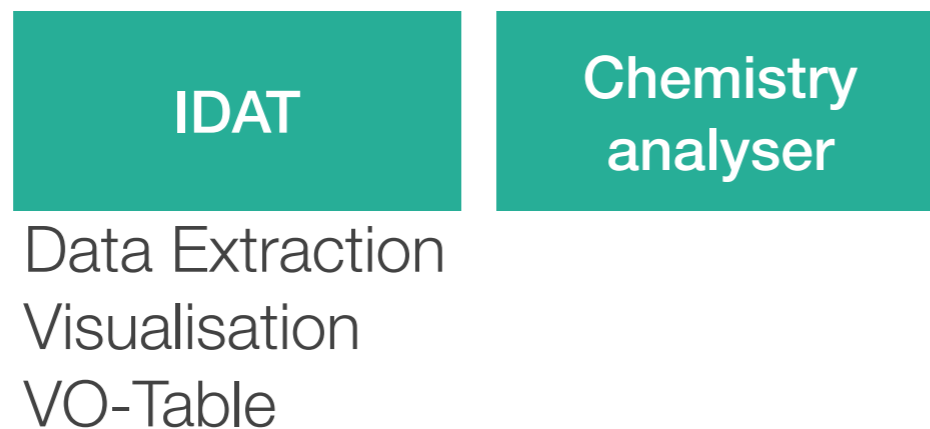 IDAT
Chemistry
analyser
Data Extraction
Visualisation
VO-Table